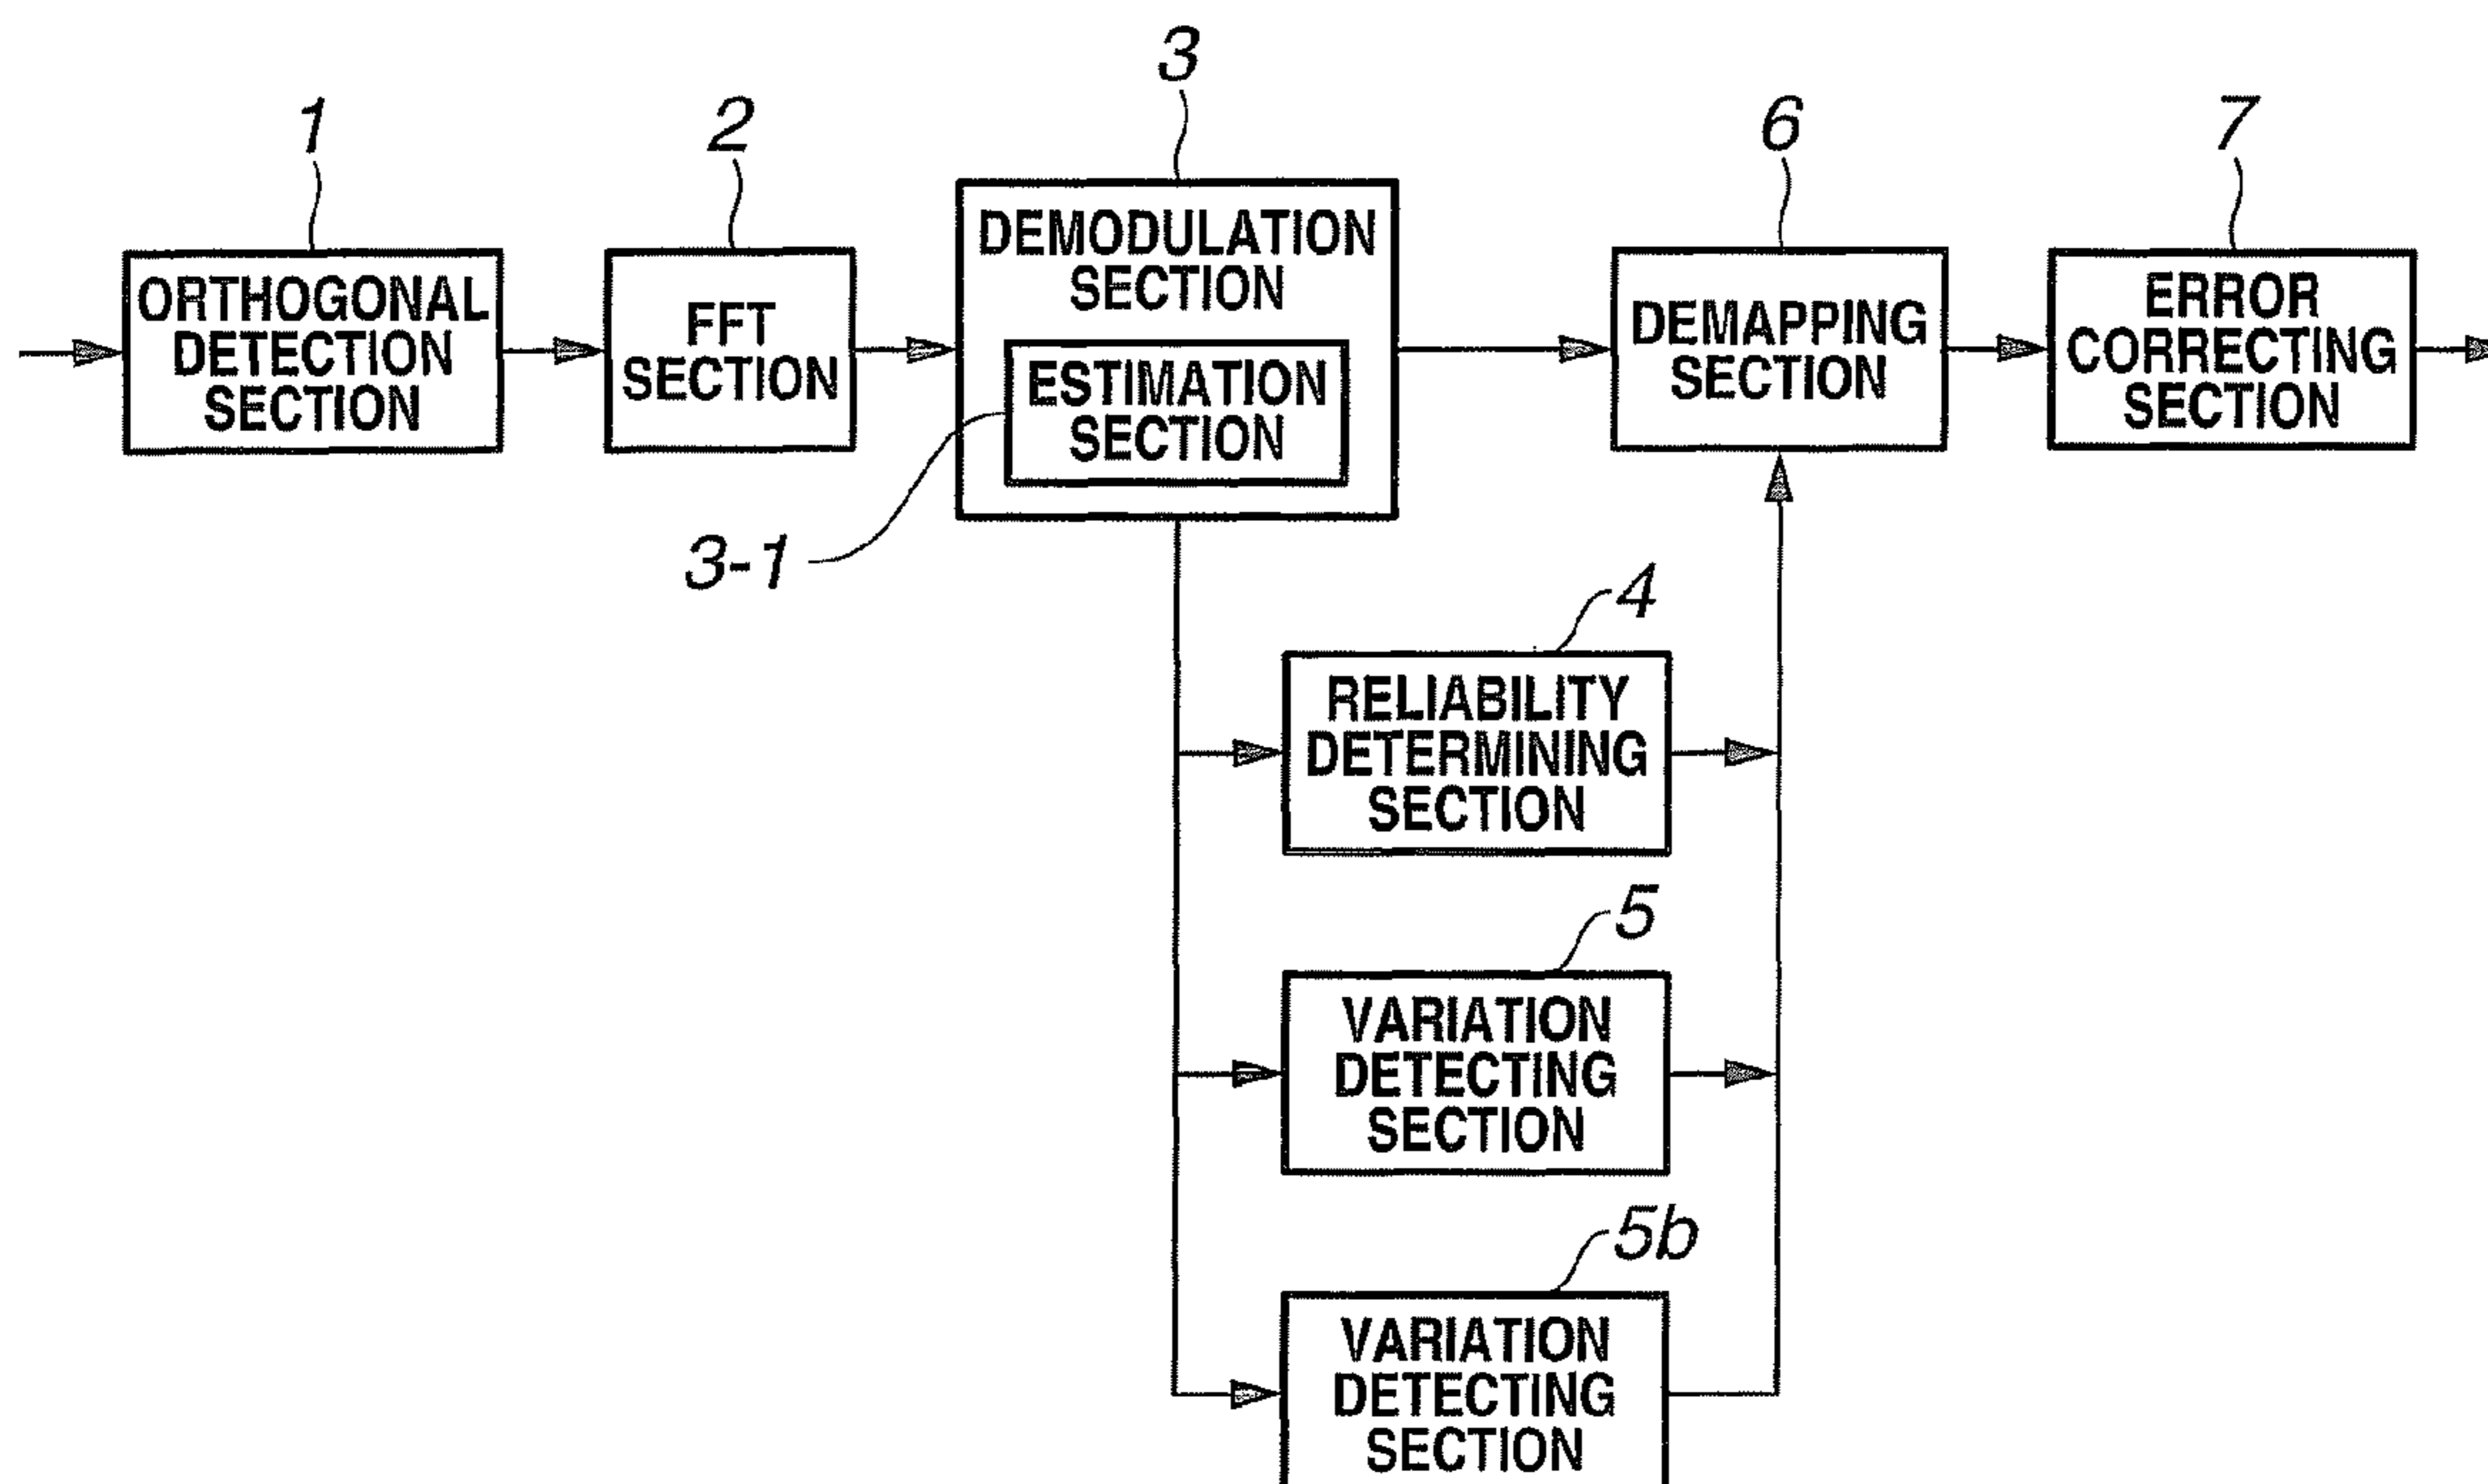 3
1
2
6
7
ORTHOGONAL
DETECTION
SECTION
FFT
SECTION
DEMODULATION
SECTION
ESTIMATION
SECTION
3-1
DEMAPPING
SECTION
ERROR
CORRECTING
SECTION
4
RELIABILITY
DETERMINING
SECTION
5
VARIATION
DETECTING
SECTION
5b
VARIATION
DETECTING
SECTION